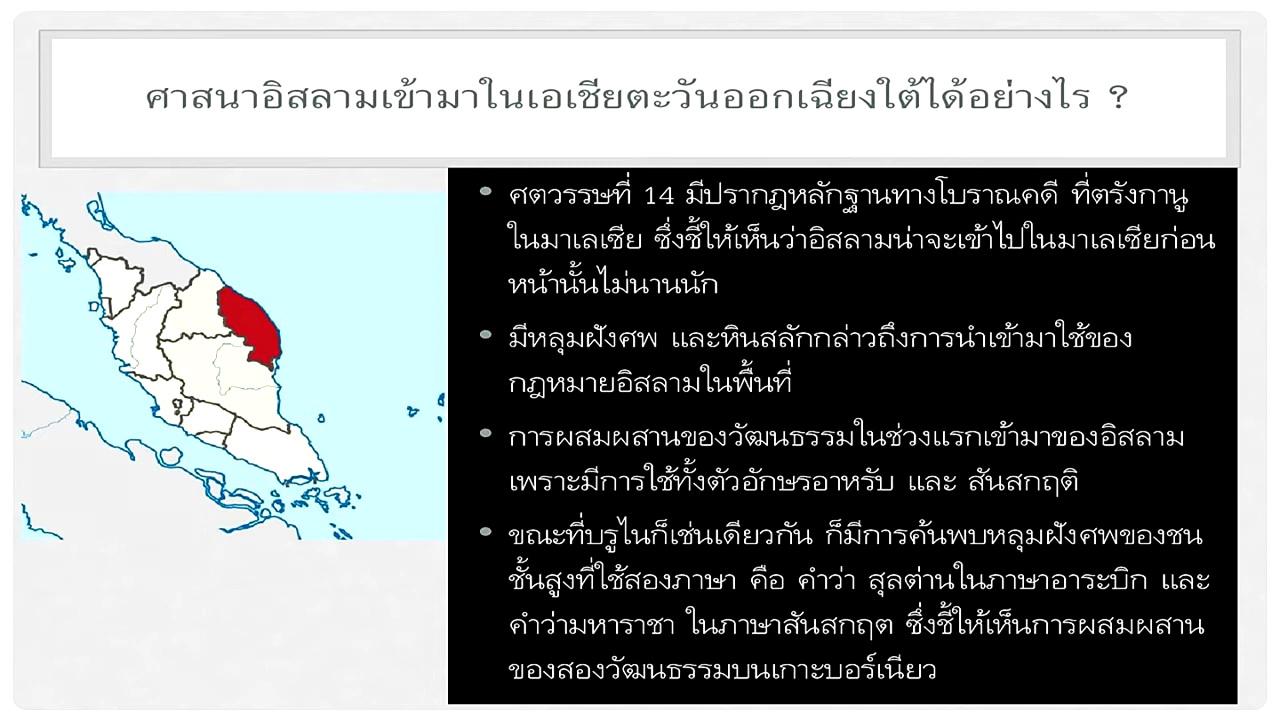 ศาสนาอิสลามเข้ามาในเอเชียตะวันออกเฉียงใต้ได้อย่างไร ?
• ศตวรรษที่ 14 มีปรากฎหลักฐานทางโบราณคดี ที่ตรังกานู
ในมาเลเซีย ซึ่งชี้ให้เห็นว่าอิสลามน่าจะเข้าไปในมาเลเซียก่อน
หน้านั้นไม่นานนัก
• มีหลุมฝังศพ และหินสลักกล่าวถึงการนำเข้ามาใช้ของ
กฎหมายอิสลามในพื้นที่
• การผสมผสานของวัฒนธรรมในช่วงแรกเข้ามาของอิสลาม
เพราะมีการใช้ทั้งตัวอักษรอาหรับ และ สันสกฤติ
• ขณะที่บรูไนก็เช่นเดียวกัน ก็มีการค้นพบหลุมฝังศพของชน
ชั้นสูงที่ใช้สองภาษา คือ คำว่า สุลต่านในภาษาอาระบิก และ
คำว่ามหาราชา ในภาษาสันสกฤต ซึ่งชี้ให้เห็นการผสมผสาน
ของสองวัฒนธรรมบนเกาะบอร์เนียว